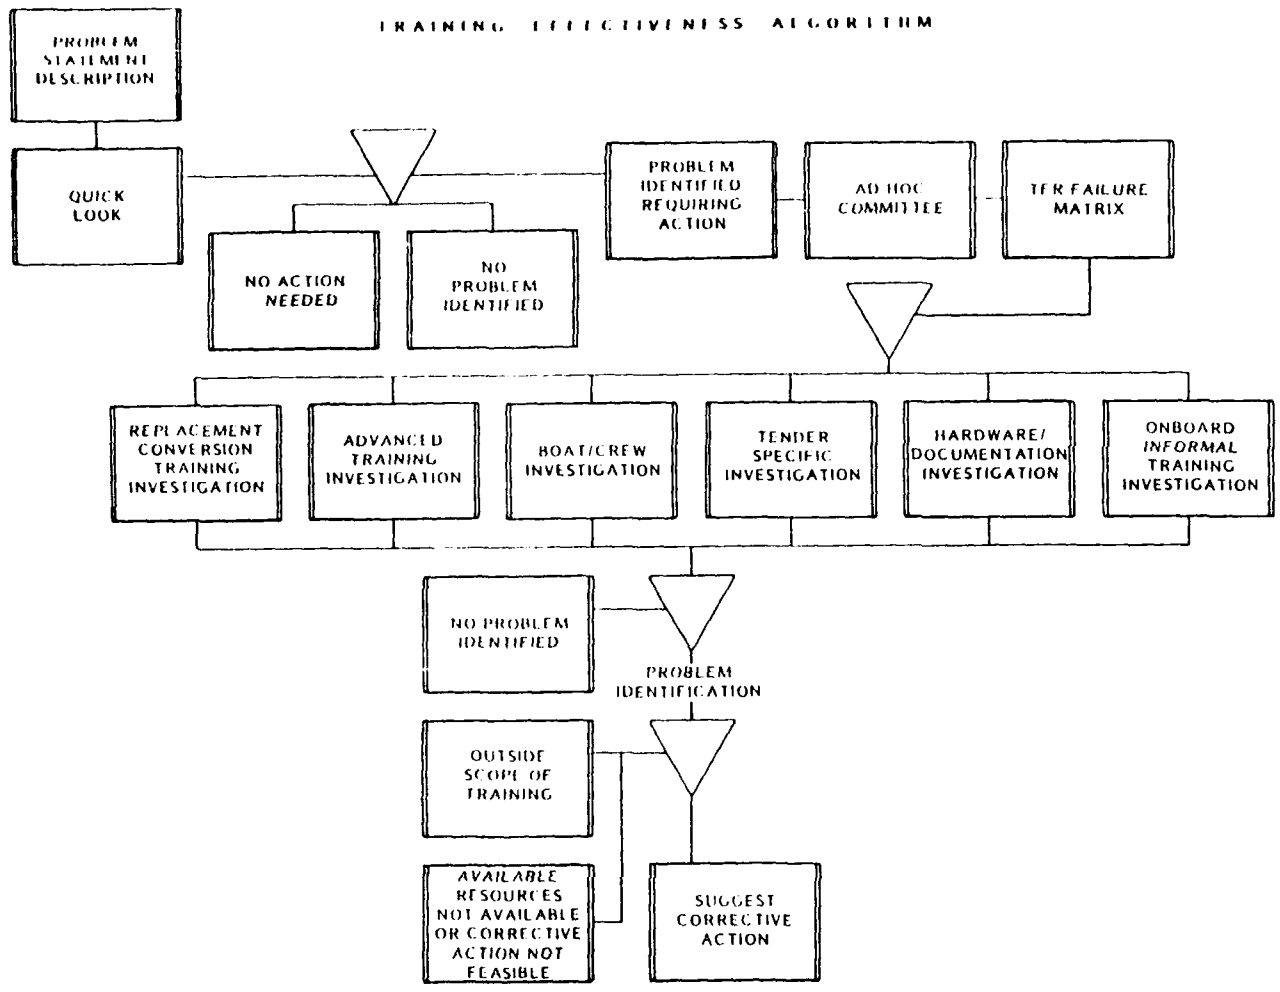 TRAINING EFFECTIVENESS ALGORITHM
PROBLEM
STATEMENT
DESCRIPTION
QUICK
LOOK
NO ACTION
NEEDED
NO
PROBLEM
IDENTIFIED
PROBLEM
IDENTIFIED
REQUIRING
ACTION
AD HOC
COMMITTEE
TFR FAILURE
MATRIX
REPLACEMENT
CONVERSION
TRAINING
INVESTIGATION
ADVANCED
TRAINING
INVESTIGATION
BOAT/CREW
INVESTIGATION
TENDER
SPECIFIC
INVESTIGATION
HARDWARE/
DOCUMENTATION
INVESTIGATION
ONBOARD
INFORMAL
TRAINING
INVESTIGATION
NO PROBLEM
IDENTIFIED
PROBLEM
IDENTIFICATION
OUTSIDE
SCOPE OF
TRAINING
AVAILABLE
RESOURCES
NOT AVAILABLE
OR CORRECTIVE
ACTION NOT
FEASIBLE
SUGGEST
CORRECTIVE
ACTION